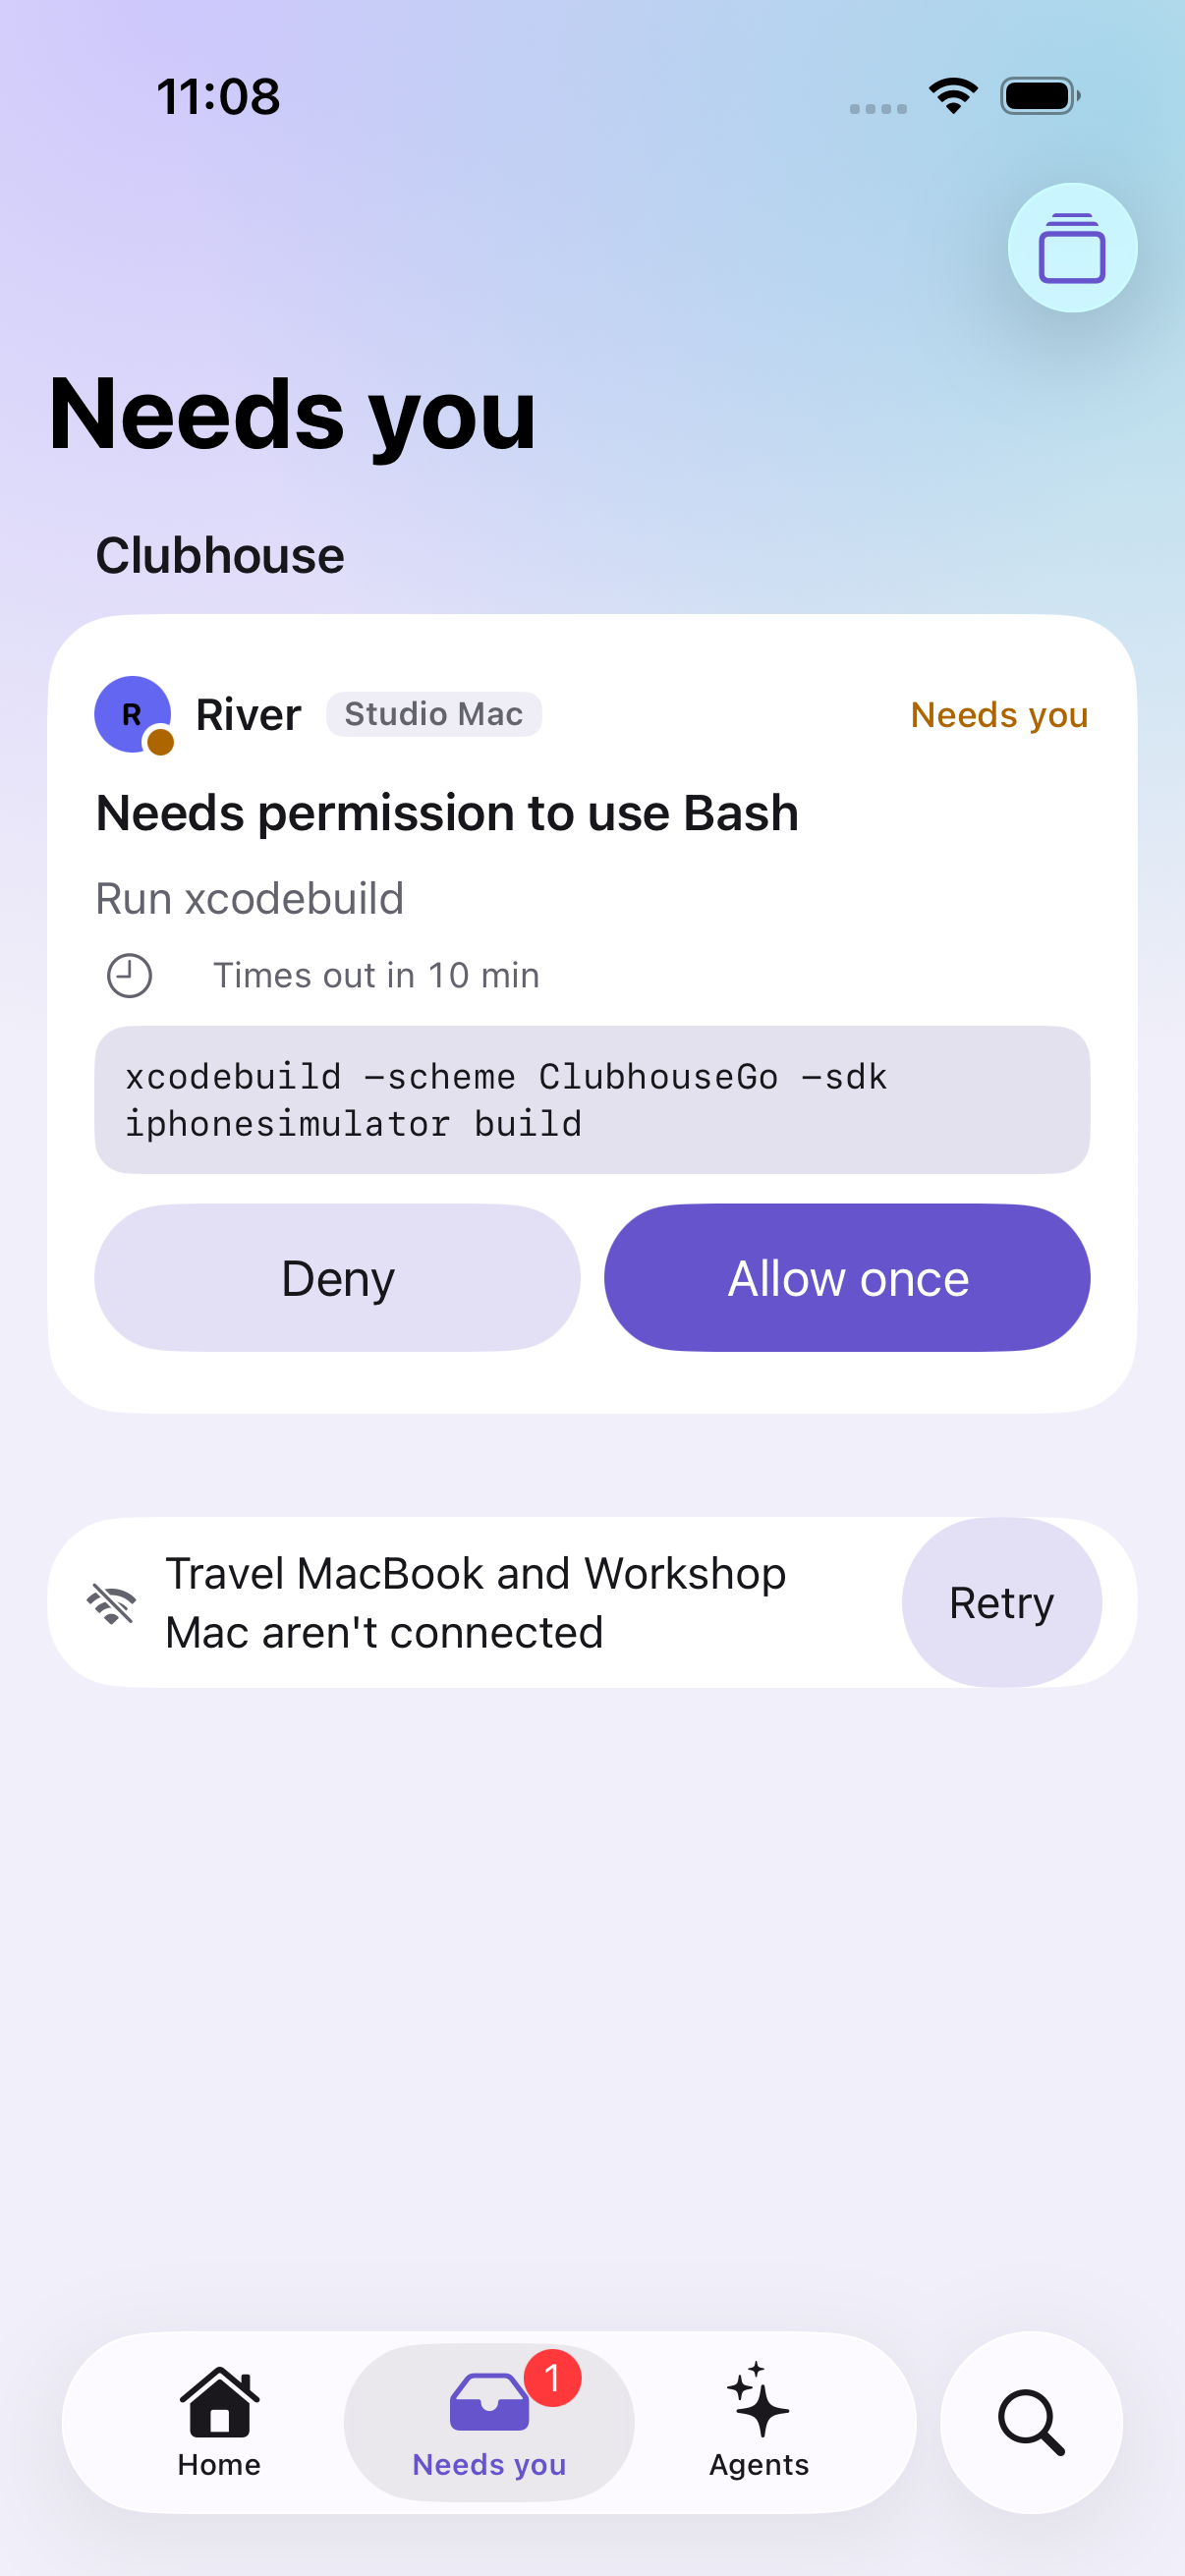 11:08
Needs you
Clubhouse
R River Studio Mac Needs you
Needs permission to use Bash
Run xcodebuild
Times out in 10 min
xcodebuild -scheme ClubhouseGo -sdk
iphonesimulator build
Deny Allow once
Travel MacBook and Workshop
Mac aren't connected
Retry
1
Home Needs you Agents